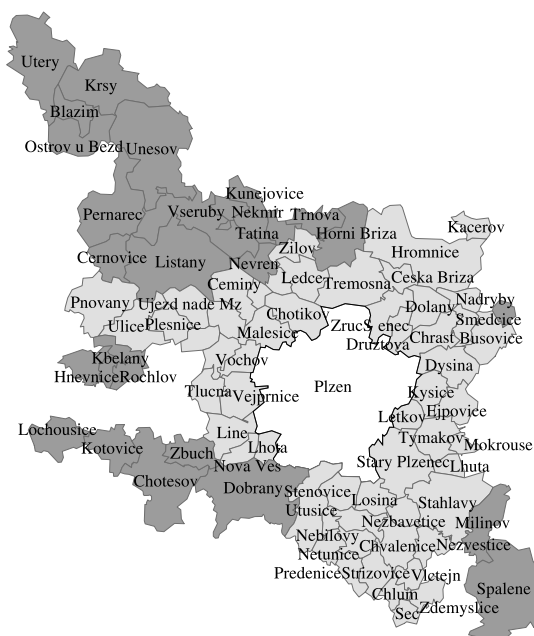 Utery
Krsy
Blazim
Ostrov u Bezd
Unesov
Kunejovice
Pernarec
Vseruby
Nekmir
Trnova
Kacerov
Tatina
Horni Briza
Zilov
Hromnice
Cernovice
Listany
Nevren
Ceminy
Ledce
Tremosna
Ceska Briza
Pnovany
Ujezd nade Mz
Nadryby
Dolany
Chotikov
Ulice
Plesnice
Smedcice
Malesice
Zruc
enec
Chrast
Busovice
Druztova
Kbelany
Vochov
Dysina
Hneynice
Rochlov
Plzen
Tlucna
Vejprnice
Kysice
Letkov
Ejpovice
Lochousice
Line
Tymakov
Kotovice
Zbuch
Lhota
Mokrouse
Nova Ves
Stary Plzenec
Lhuta
Chotesov
Dobrany
Stenovice
Losina
Stahlavy
Utusice
Nezbavetice
Milinov
Nebilovy
Chvalenice
Nezvestice
Netunice
Predenice
Strizovice
Vlctejn
Spalene
Chlum
Sec
Zdemyslice